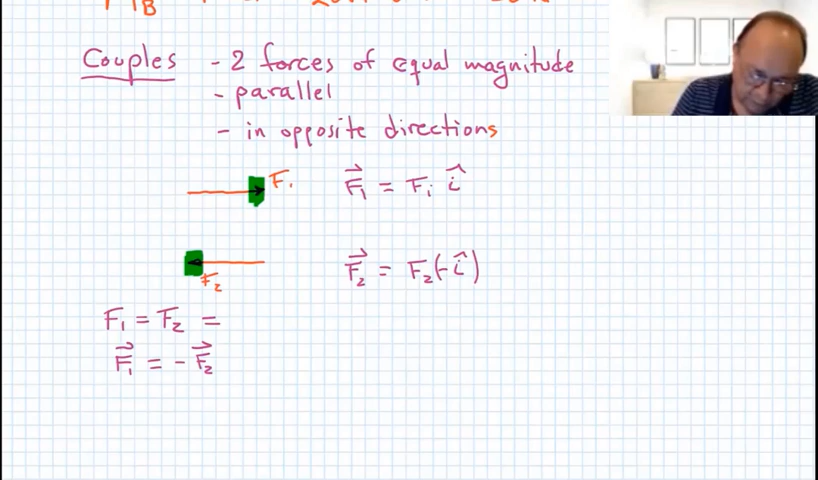 Couples - 2 forces of equal magnitude
- parallel
- in opposite directions
F₁
F⃗₁ = F₁ î
F₂
F⃗₂ = F₂(-î)
F₁ = F₂ =
F⃗₁ = - F⃗₂